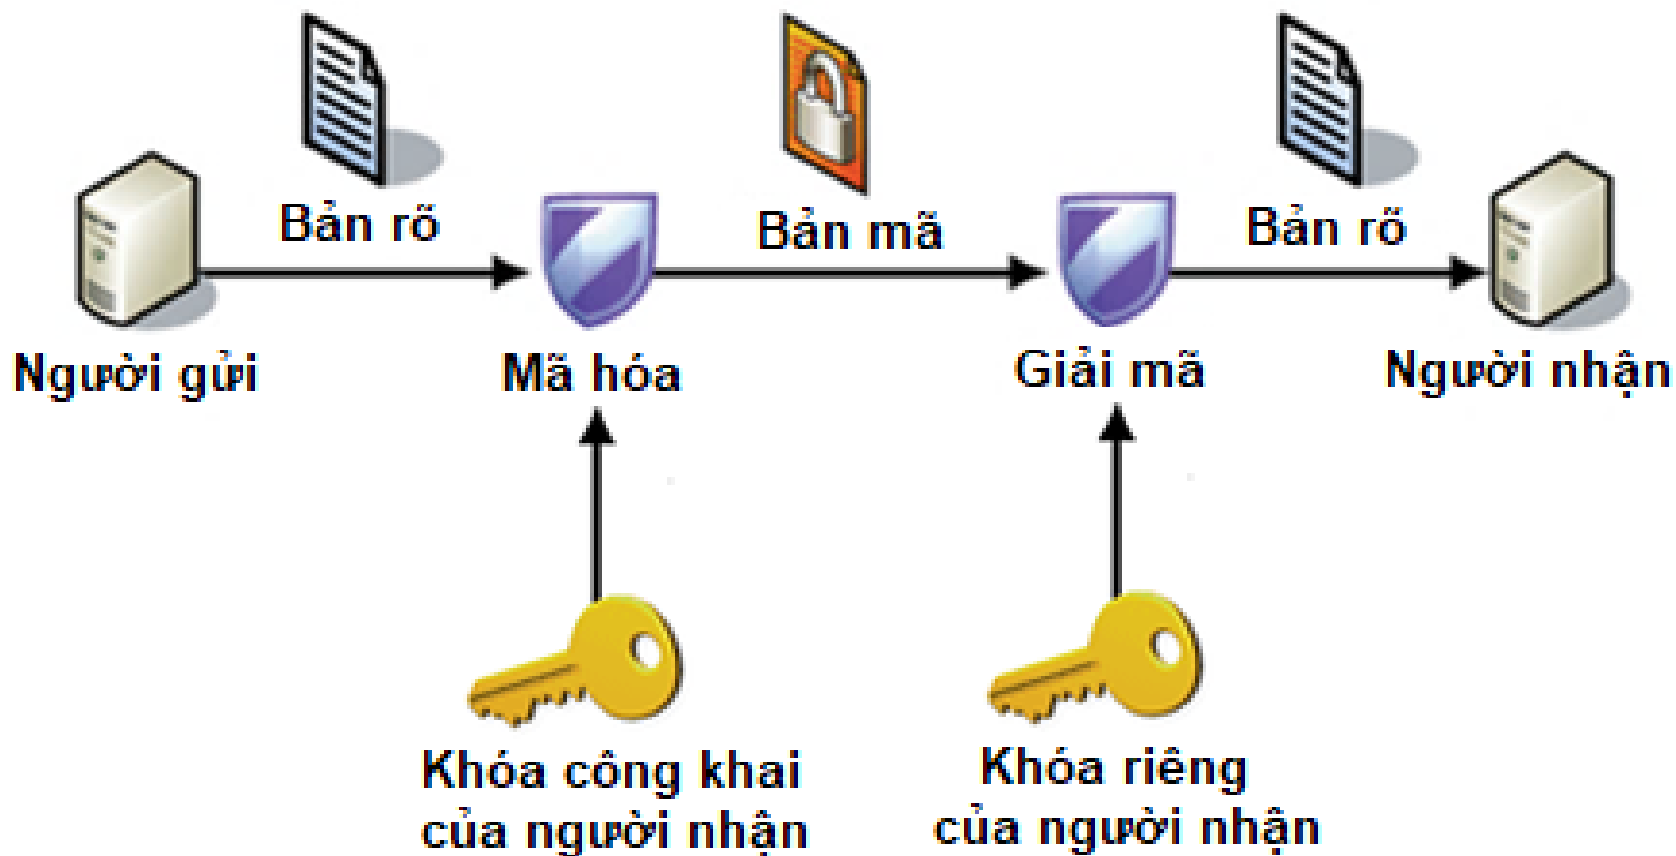 Bản rõ
Bản mã
Bản rõ
Người gửi
Mã hóa
Giải mã
Người nhận
Khóa công khai
của người nhận
Khóa riêng
của người nhận